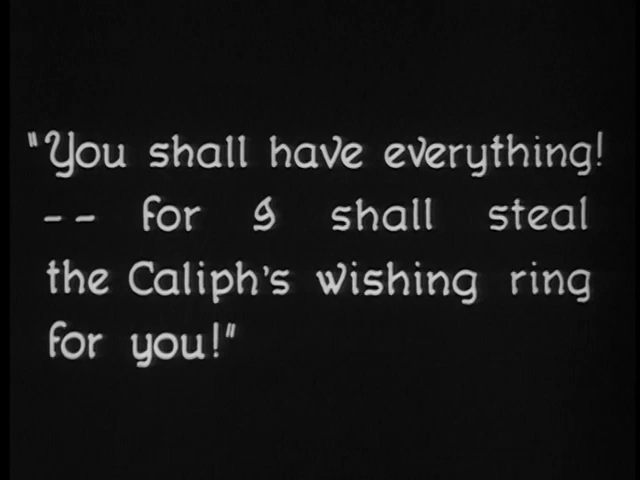 "You shall have everything!
-- for I shall steal
the Caliph's wishing ring
for you!"